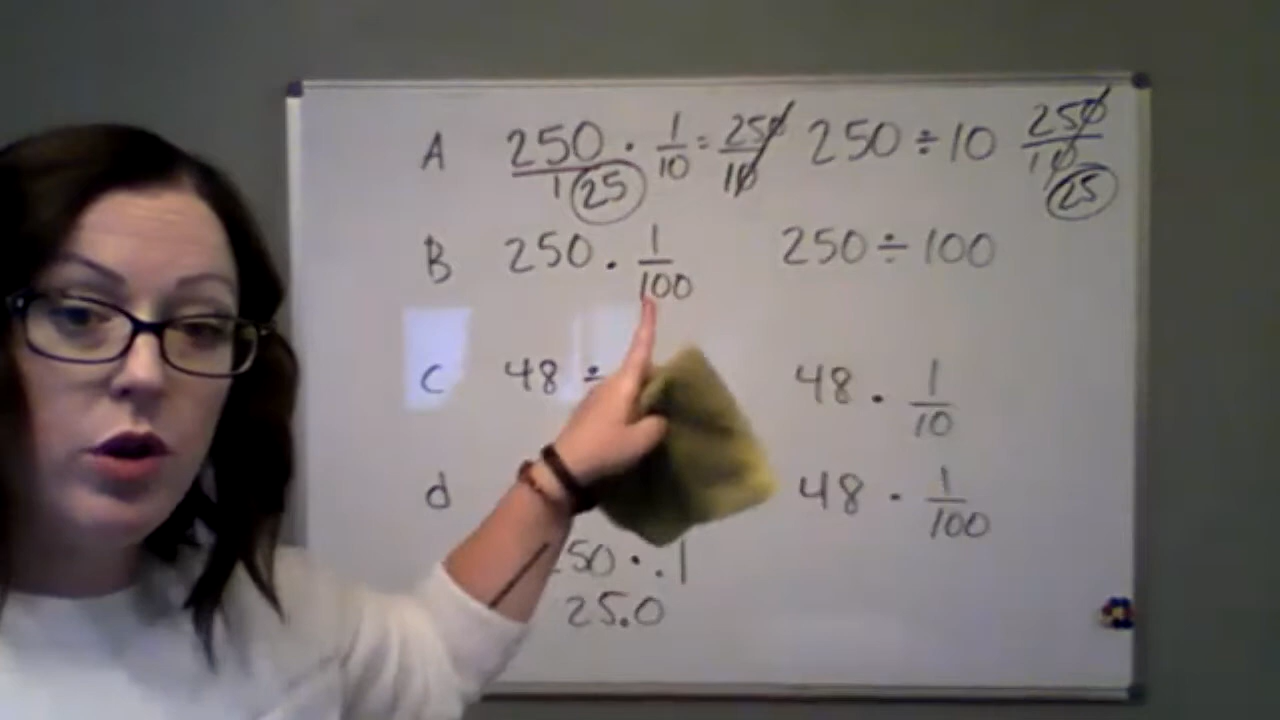 A 250/1 · 1/10 = 250/10 250 ÷ 10 250/10
25 25
B 250 · 1/100 250 ÷ 100
c 48 ÷ 48 · 1/10
d 48 · 1/100
50 · .1
25.0